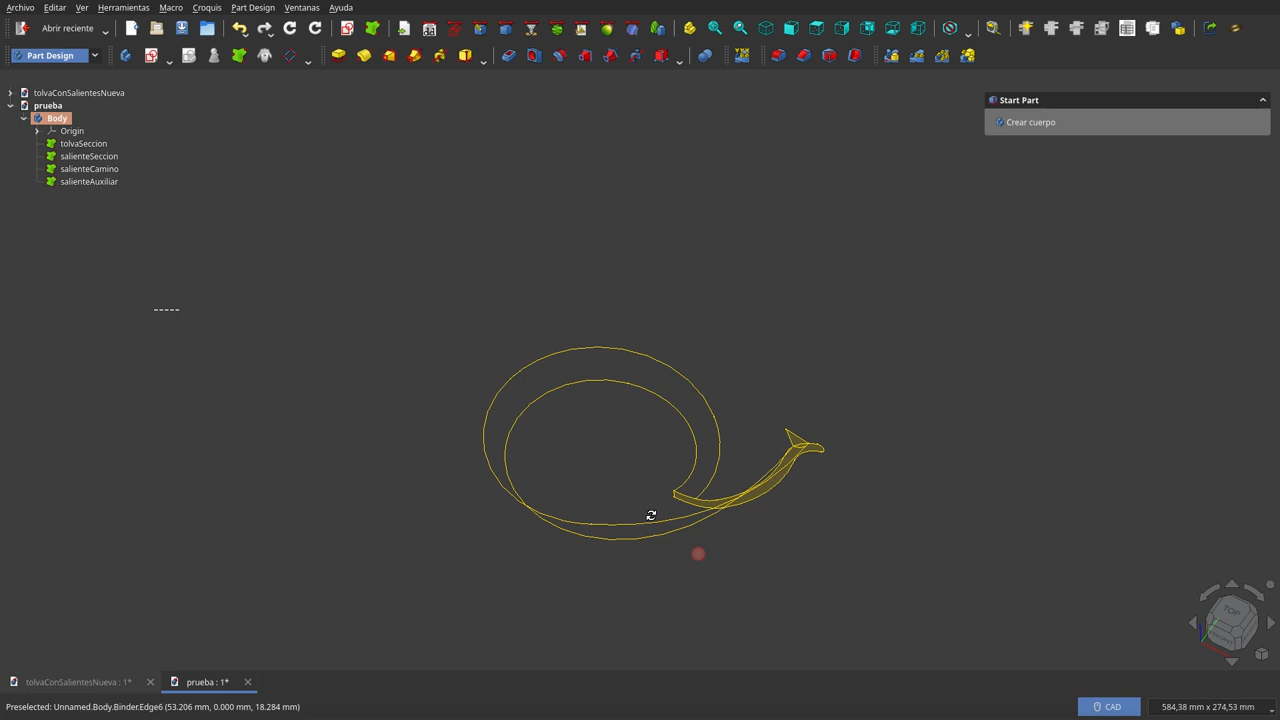 Archivo Editar Ver Herramientas Macro Croquis Part Design Ventanas Ayuda
Abrir reciente
Part Design
tolvaConSalientesNueva
prueba
Body
Origin
tolvaSeccion
salienteSeccion
salienteCamino
salienteAuxiliar
Start Part
Crear cuerpo
-----
TOP
tolvaConSalientesNueva : 1*
prueba : 1*
Preselected: Unnamed.Body.Binder.Edge6 (53.206 mm, 0.000 mm, 18.284 mm)
CAD
584,38 mm x 274,53 mm